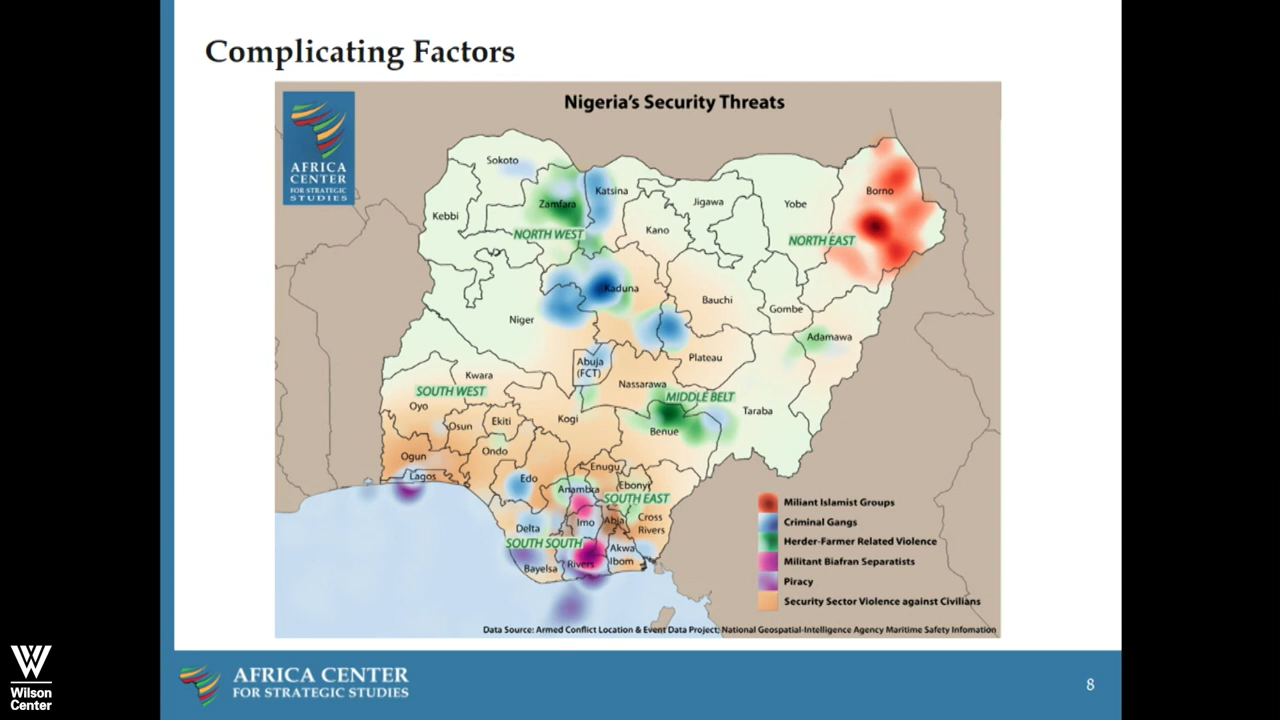 Complicating Factors
Nigeria's Security Threats
AFRICA
CENTER
FOR STRATEGIC
STUDIES
Sokoto
Katsina
Borno
Zamfara
Jigawa
Yobe
Kebbi
Kano
NORTH WEST
NORTH EAST
Kaduna
Bauchi
Gombe
Niger
Adamawa
Plateau
Abuja
(FCT)
Kwara
Nassarawa
SOUTH WEST
MIDDLE BELT
Oyo
Taraba
Kogi
Osun
Ekiti
Benue
Ondo
Ogun
Enugu
Lagos
Edo
Ebony
Anambra
SOUTH EAST
Imo
Abia
Cross
Rivers
Delta
SOUTH SOUTH
Akwa
Ibom
Bayelsa
Rivers
Miliant Islamist Groups
Criminal Gangs
Herder-Farmer Related Violence
Militant Biafran Separatists
Piracy
Security Sector Violence against Civilians
Data Source: Armed Conflict Location & Event Data Project; National Geospatial-Intelligence Agency Maritime Safety Infomation
AFRICA CENTER
FOR STRATEGIC STUDIES
8
Wilson
Center